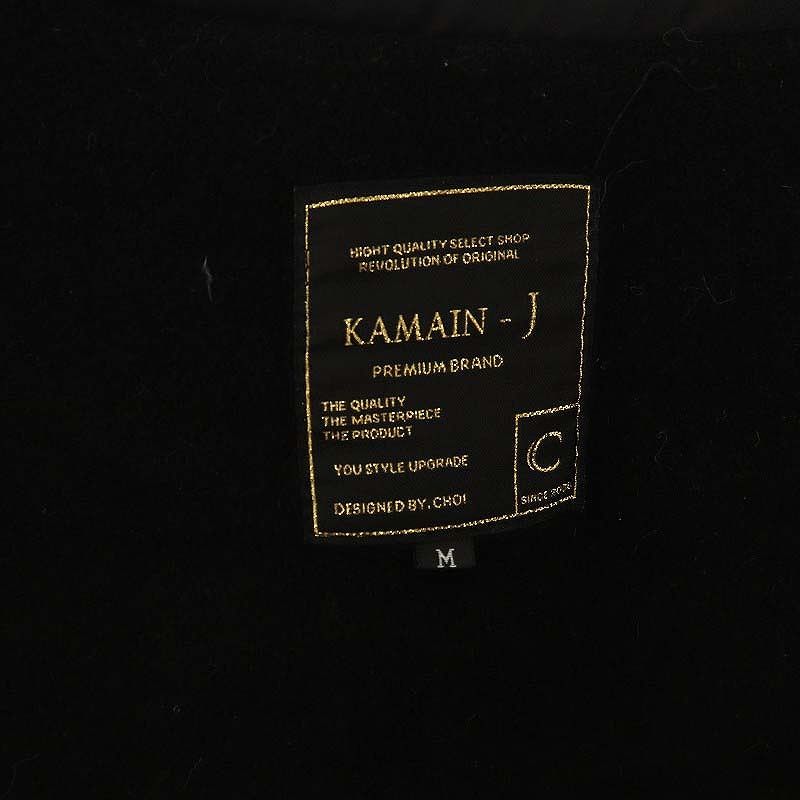 HIGHT QUALITY SELECT SHOP
REVOLUTION OF ORIGINAL
KAMAIN - J
PREMIUM BRAND
THE QUALITY
THE MASTERPIECE
THE PRODUCT
YOU STYLE UPGRADE
DESIGNED BY. CHOI
C
SINCE
M